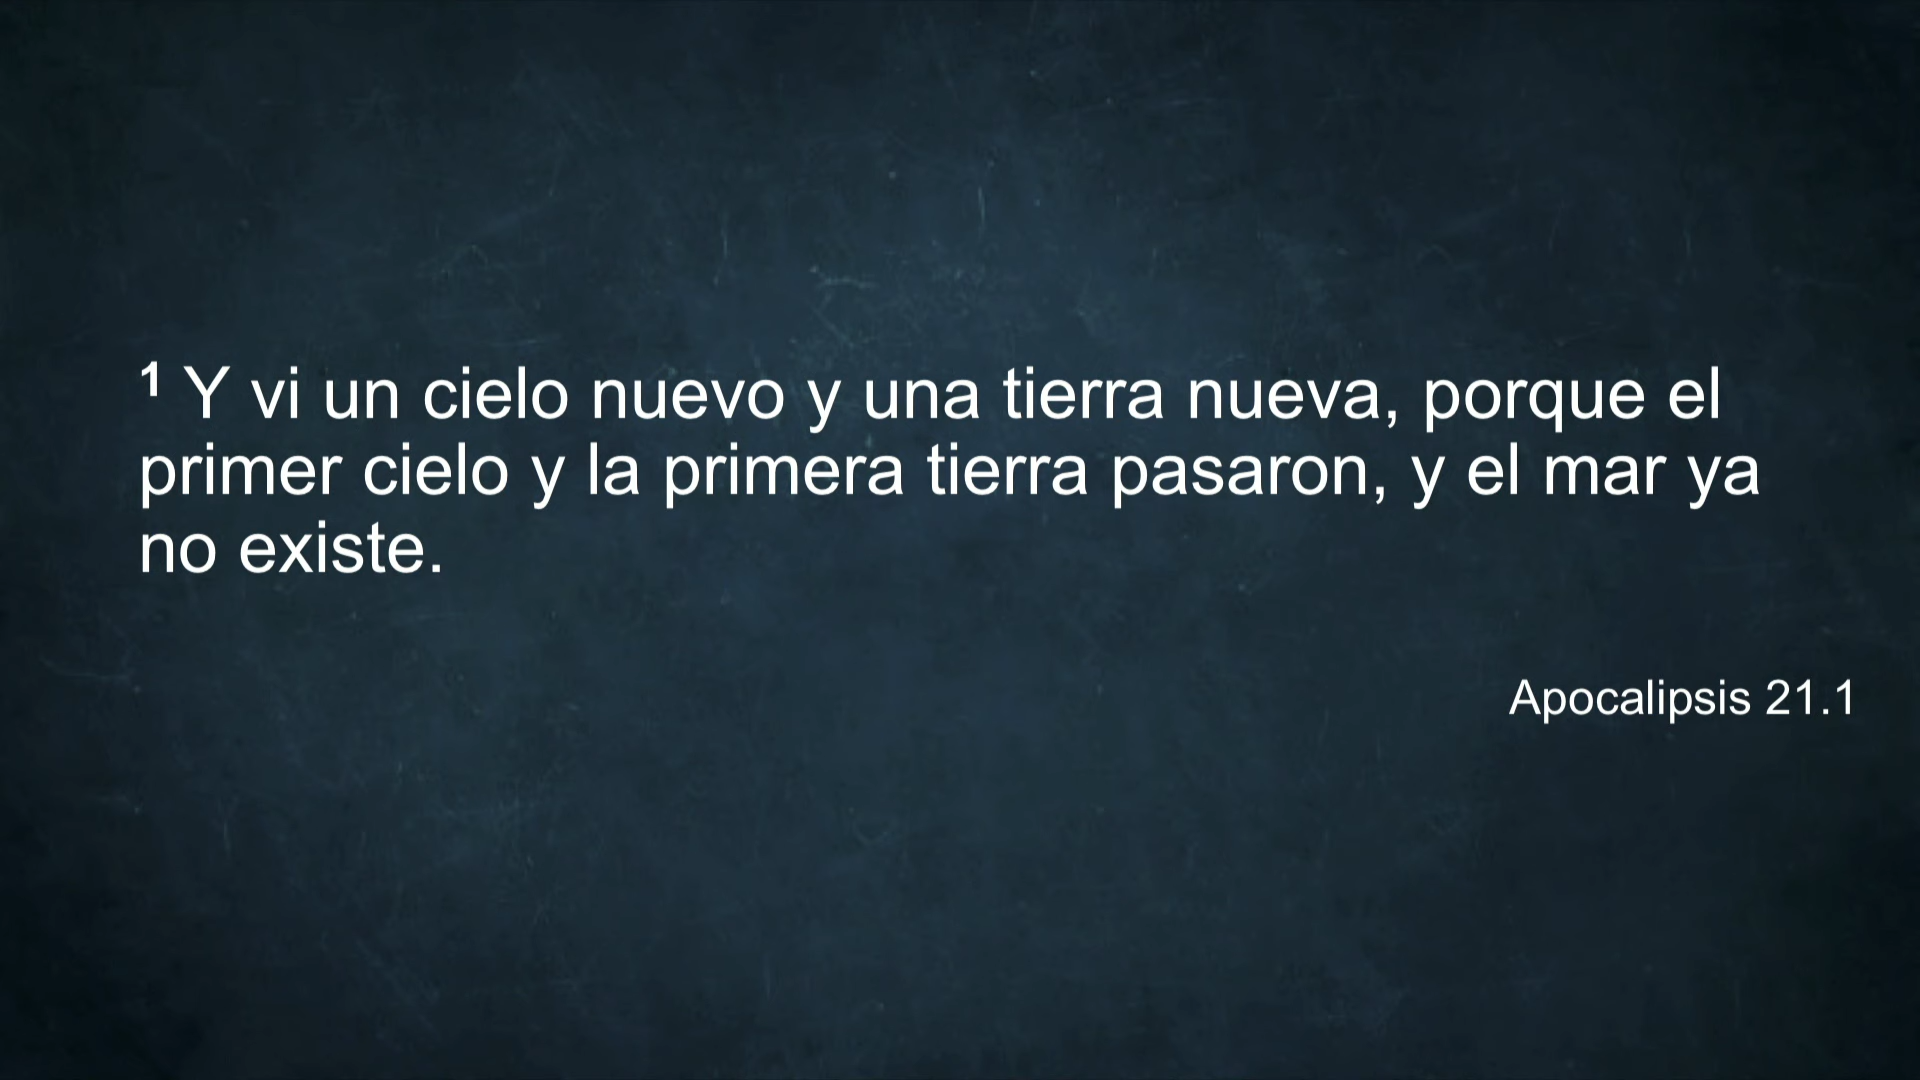 ¹ Y vi un cielo nuevo y una tierra nueva, porque el
primer cielo y la primera tierra pasaron, y el mar ya
no existe.
Apocalipsis 21.1